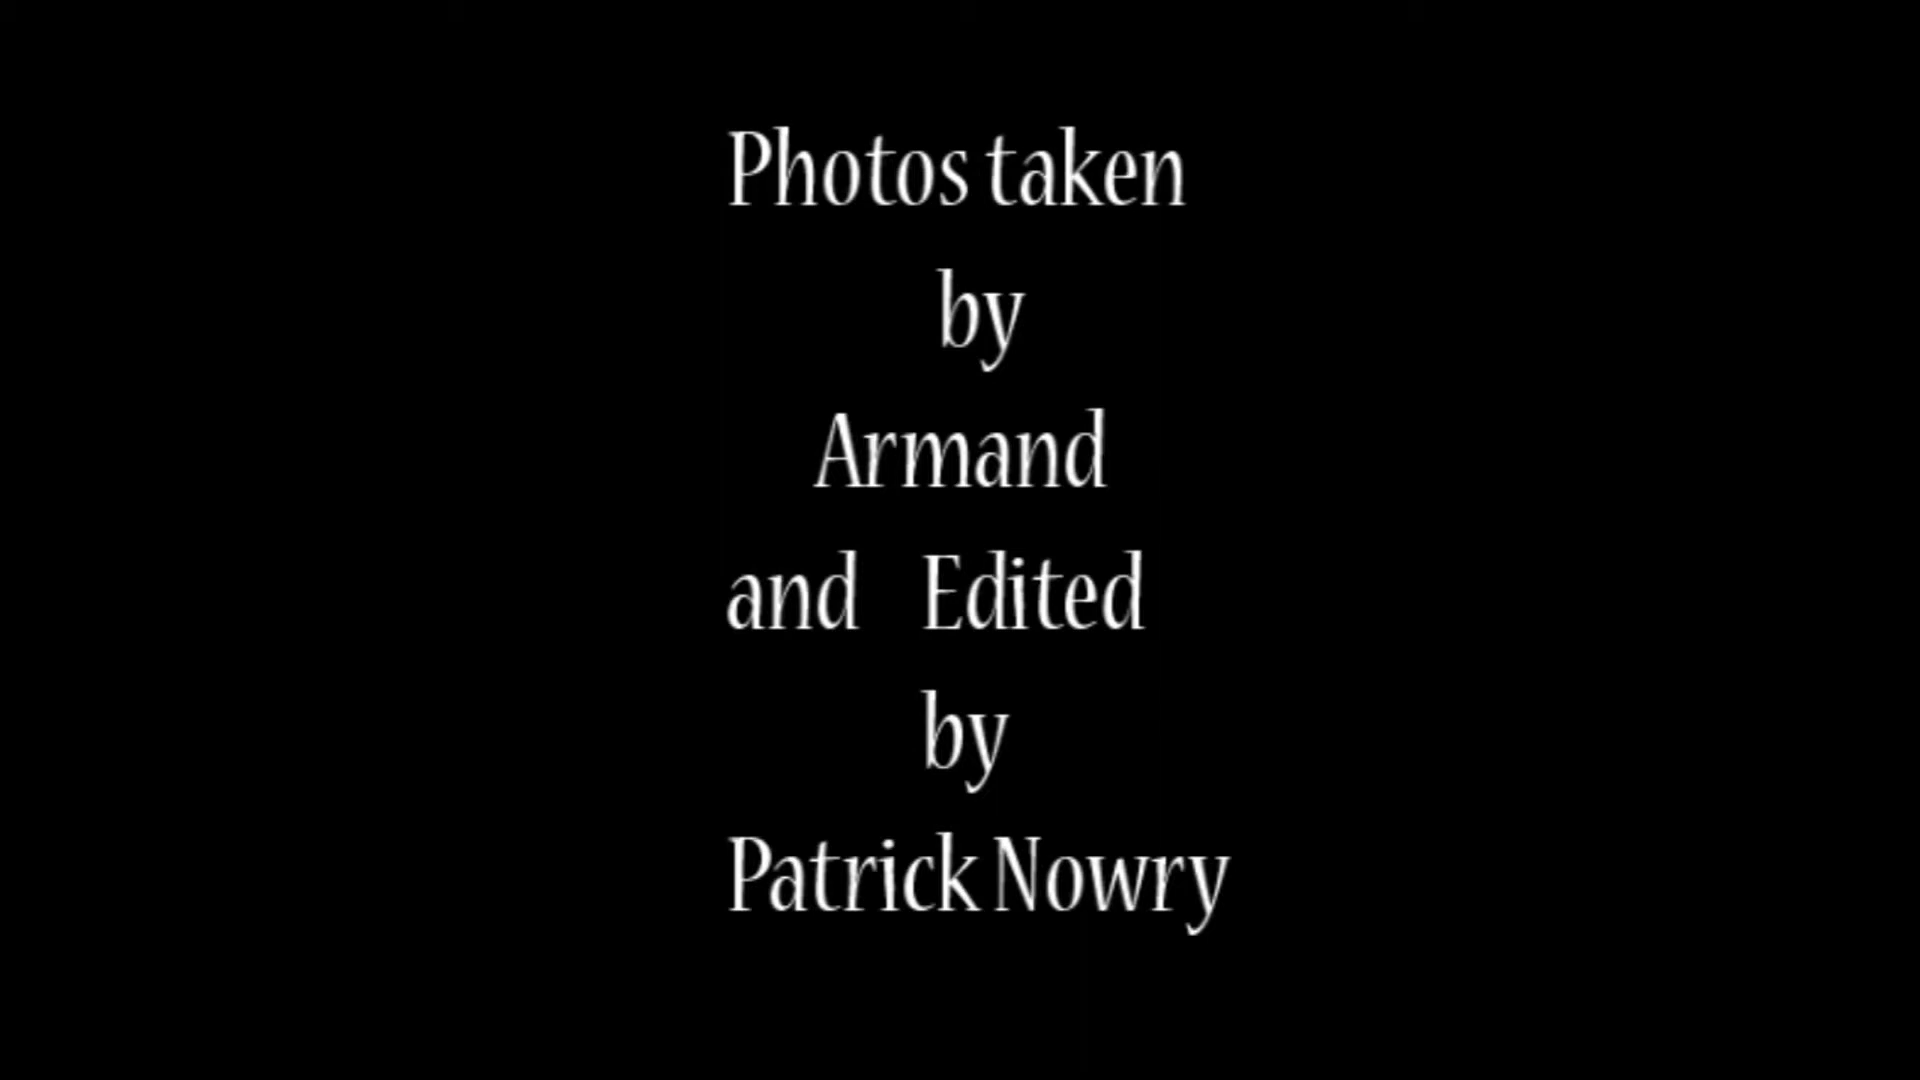 Photos taken
by
Armand
and Edited
by
Patrick Nowry